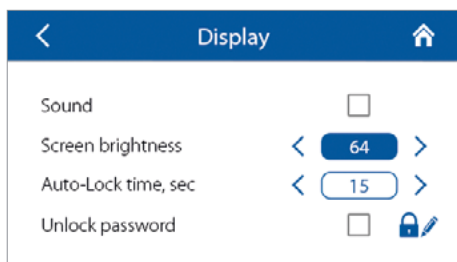 Display
Sound
Screen brightness 64
Auto-Lock time, sec 15
Unlock password